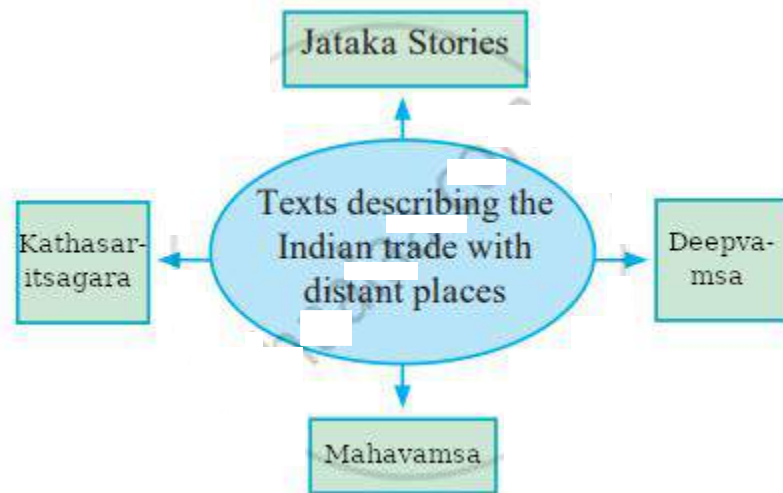 Jataka Stories
Texts describing the
Indian trade with
distant places
Kathasar-
itsagara
Deepva-
msa
Mahavamsa